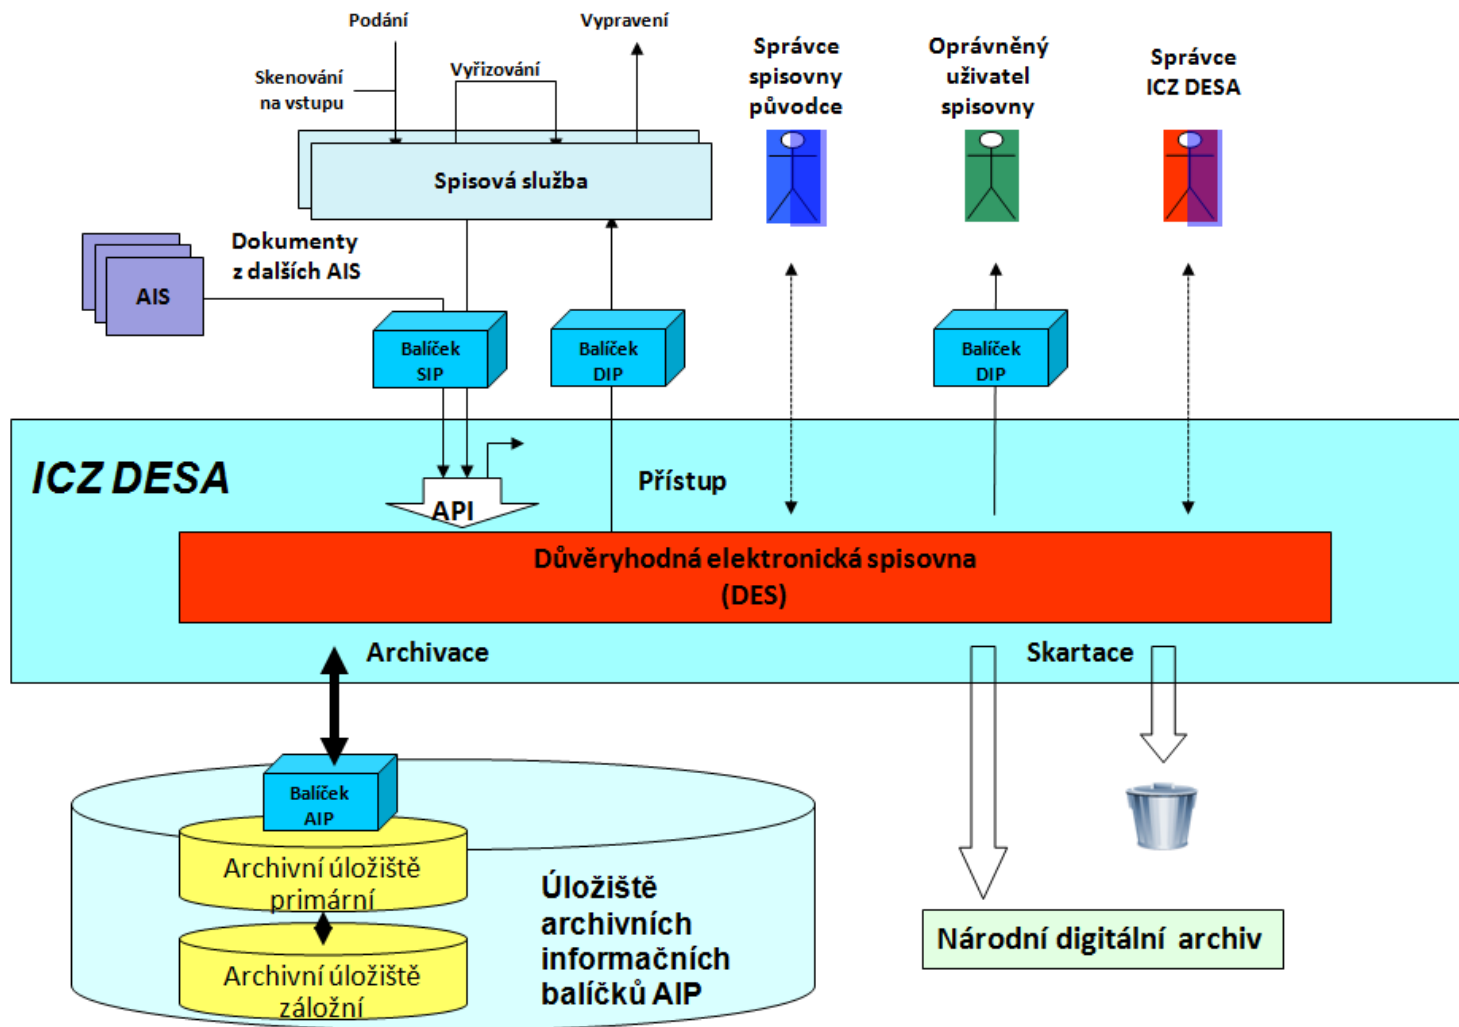 Podání
Vypravení
Skenování
na vstupu
Vyřizování
Správce
spisovny
původce
Oprávněný
uživatel
spisovny
Správce
ICZ DESA
Spisová služba
Dokumenty
z dalších AIS
AIS
Balíček
SIP
Balíček
DIP
Balíček
DIP
ICZ DESA
API
Přístup
Důvěryhodná elektronická spisovna
(DES)
Archivace
Skartace
Balíček
AIP
Archivní úložiště
primární
Archivní úložiště
záložní
Úložiště
archivních
informačních
balíčků AIP
Národní digitální archiv